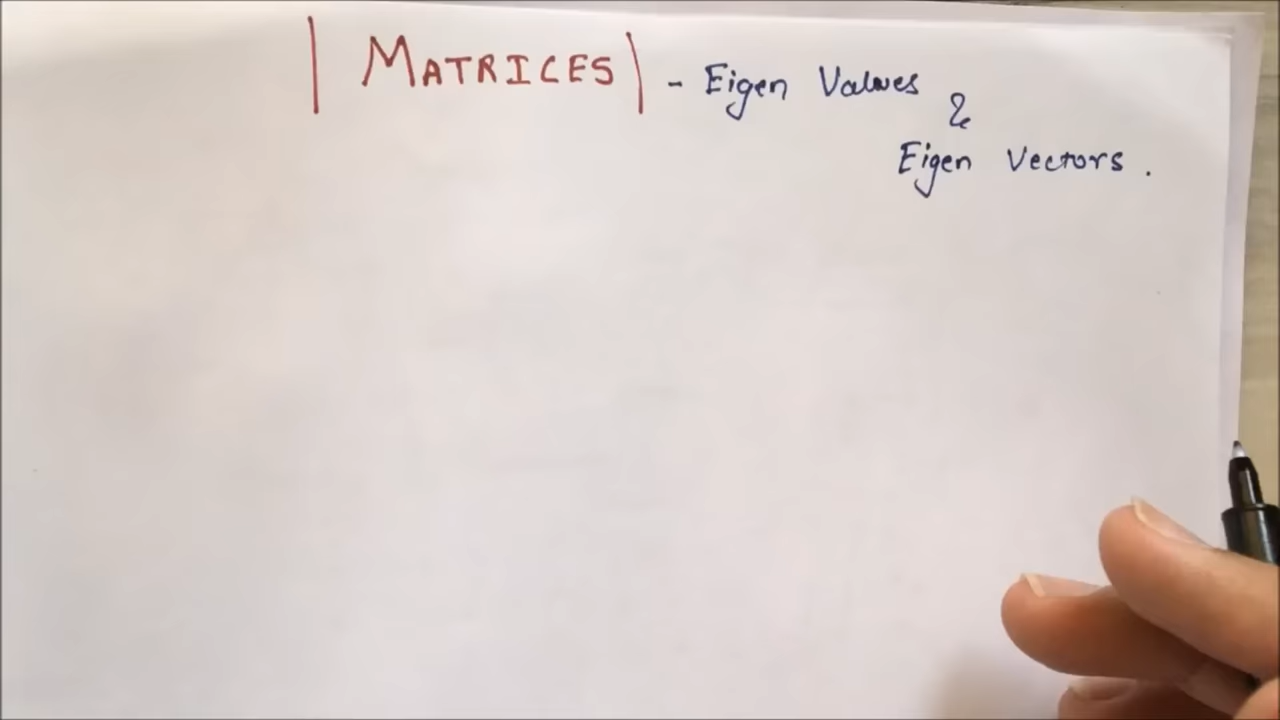 | MATRICES | - Eigen Values
&
Eigen Vectors.